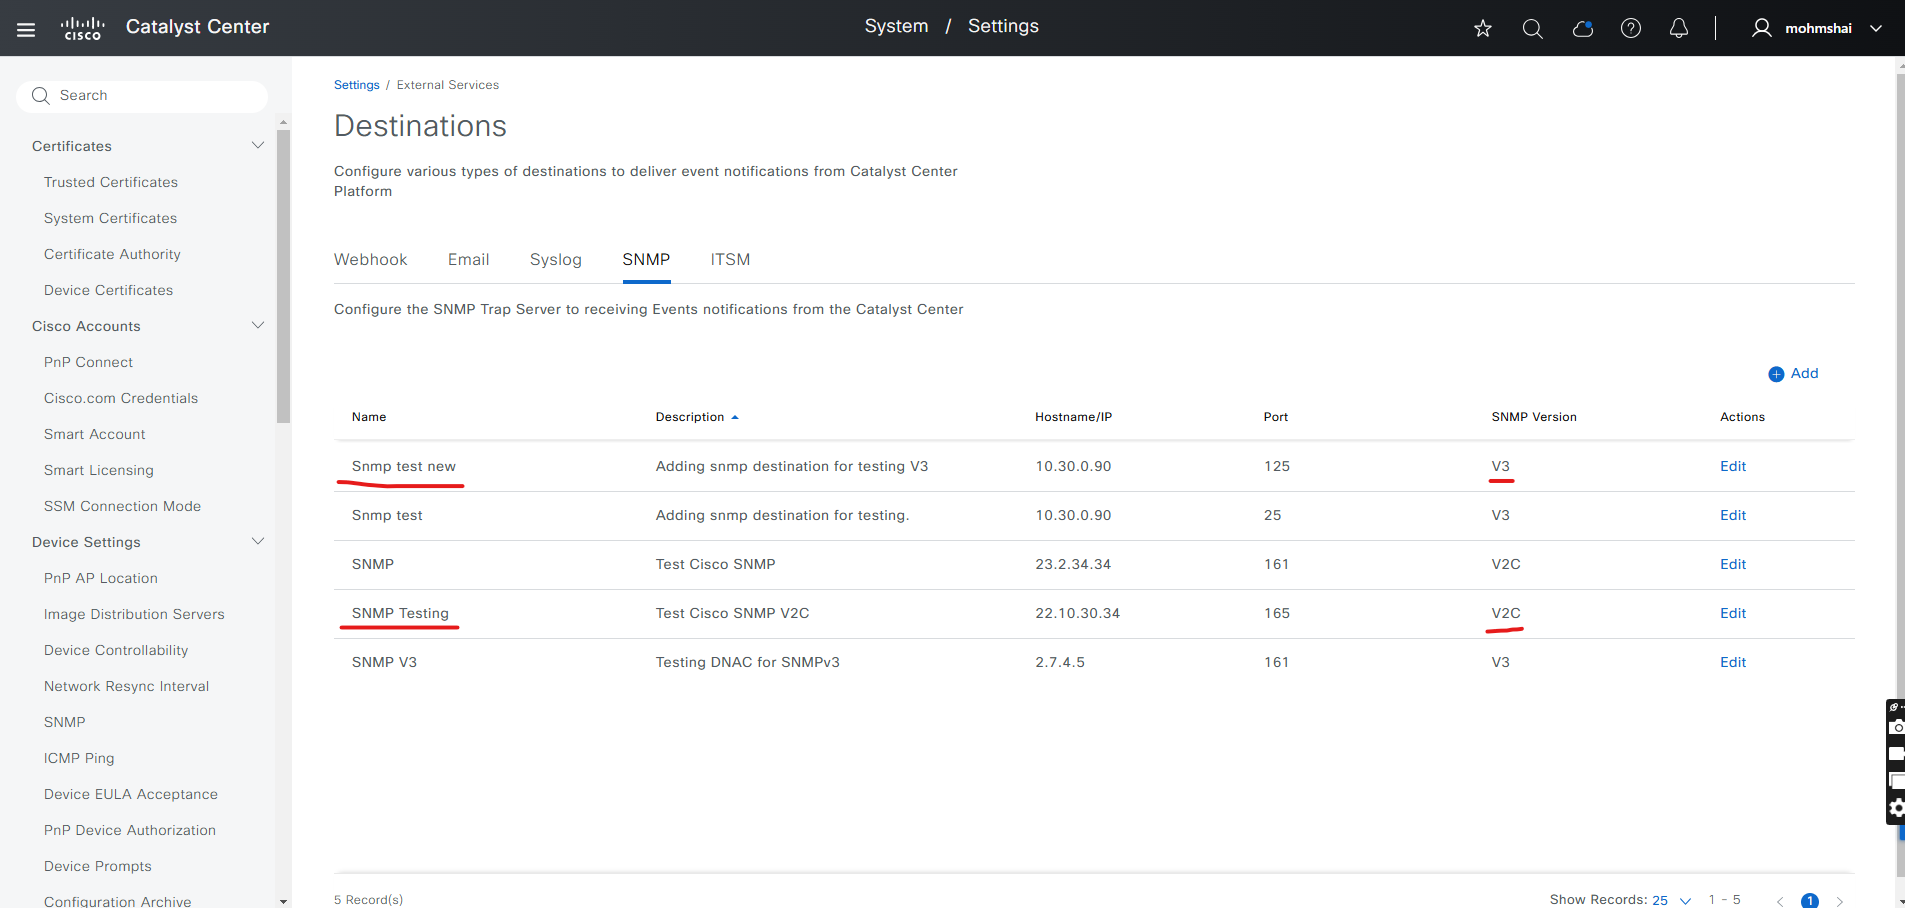 CISCO
Catalyst Center
System / Settings
mohmshai
Search
Certificates
Trusted Certificates
System Certificates
Certificate Authority
Device Certificates
Cisco Accounts
PnP Connect
Cisco.com Credentials
Smart Account
Smart Licensing
SSM Connection Mode
Device Settings
PnP AP Location
Image Distribution Servers
Device Controllability
Network Resync Interval
SNMP
ICMP Ping
Device EULA Acceptance
PnP Device Authorization
Device Prompts
Configuration Archive
Settings / External Services
Destinations
Configure various types of destinations to deliver event notifications from Catalyst Center
Platform
Webhook Email Syslog SNMP ITSM
Configure the SNMP Trap Server to receiving Events notifications from the Catalyst Center
Add
Name Description Hostname/IP Port SNMP Version Actions
Snmp test new Adding snmp destination for testing V3 10.30.0.90 125 V3 Edit
Snmp test Adding snmp destination for testing. 10.30.0.90 25 V3 Edit
SNMP Test Cisco SNMP 23.2.34.34 161 V2C Edit
SNMP Testing Test Cisco SNMP V2C 22.10.30.34 165 V2C Edit
SNMP V3 Testing DNAC for SNMPv3 2.7.4.5 161 V3 Edit
5 Record(s)
Show Records: 25 1 - 5 1